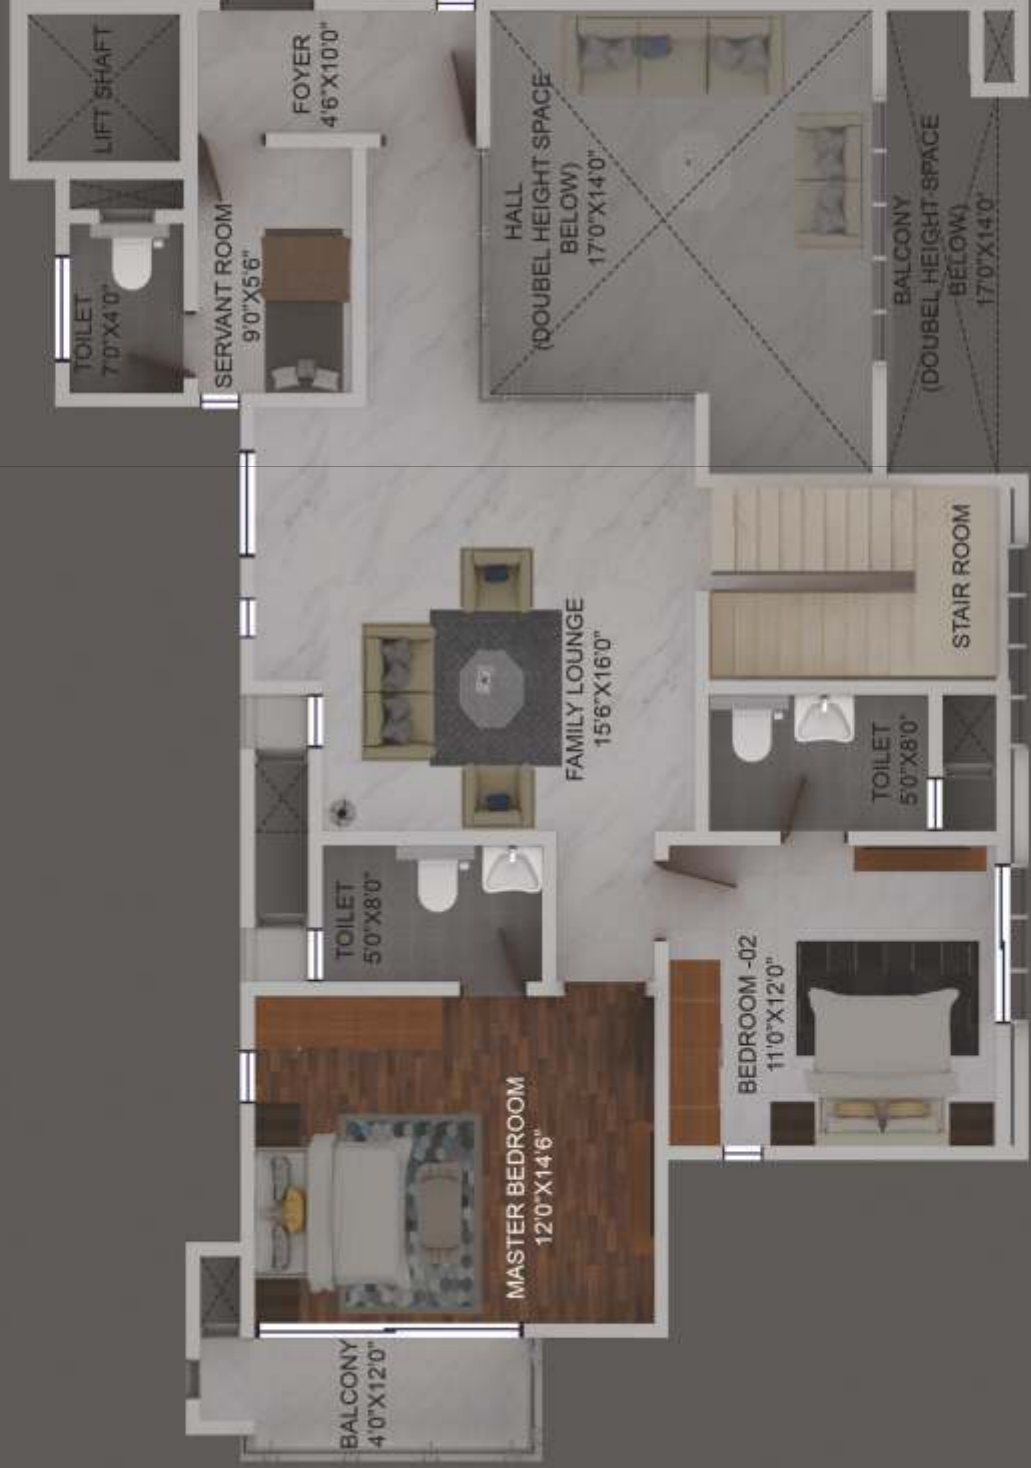 LIFT SHAFT
FOYER
4'6"X10'0"
HALL
(DOUBEL HEIGHT SPACE
BELOW)
17'0"X14'0"
BALCONY
(DOUBEL HEIGHT SPACE
BELOW)
17'0"X14'0"
TOILET
7'0"X4'0"
SERVANT ROOM
9'0"X5'6"
FAMILY LOUNGE
15'6"X16'0"
STAIR ROOM
TOILET
5'0"X8'0"
TOILET
5'0"X8'0"
BEDROOM -02
11'0"X12'0"
MASTER BEDROOM
12'0"X14'6"
BALCONY
4'0"X12'0"